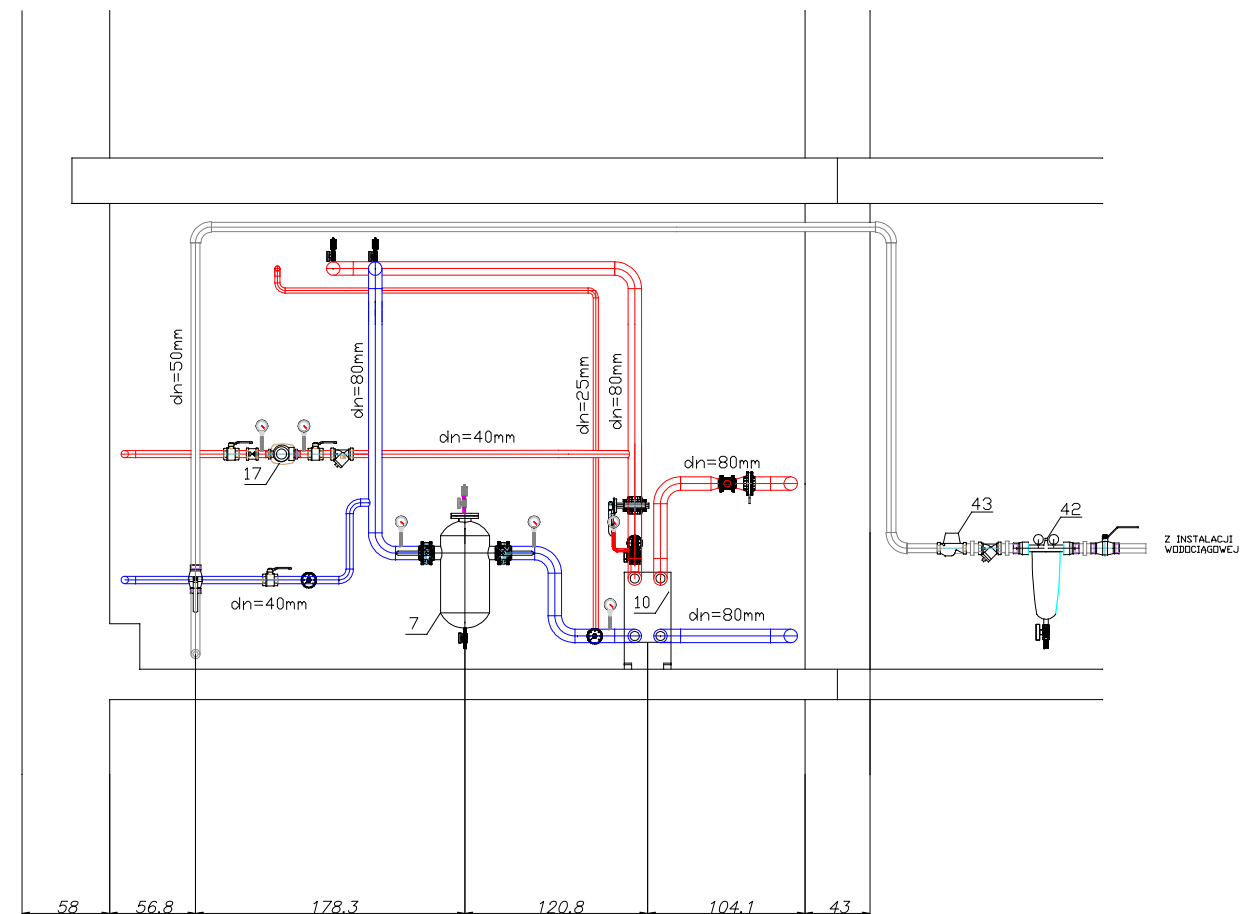 dn=50mm
dn=80mm
dn=25mm
dn=80mm
dn=40mm
dn=80mm
17
43
42
Z INSTALACJI
WODOCIĄGOWEJ
dn=40mm
7
10
dn=80mm
58
56.8
178.3
120.8
104.1
43